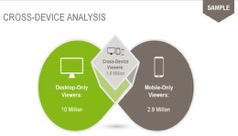 CROSS-DEVICE ANALYSIS
SAMPLE
Cross-Device
Viewers:
1.8 Million
Desktop-Only
Viewers:
10 Million
Mobile-Only
Viewers:
2.9 Million